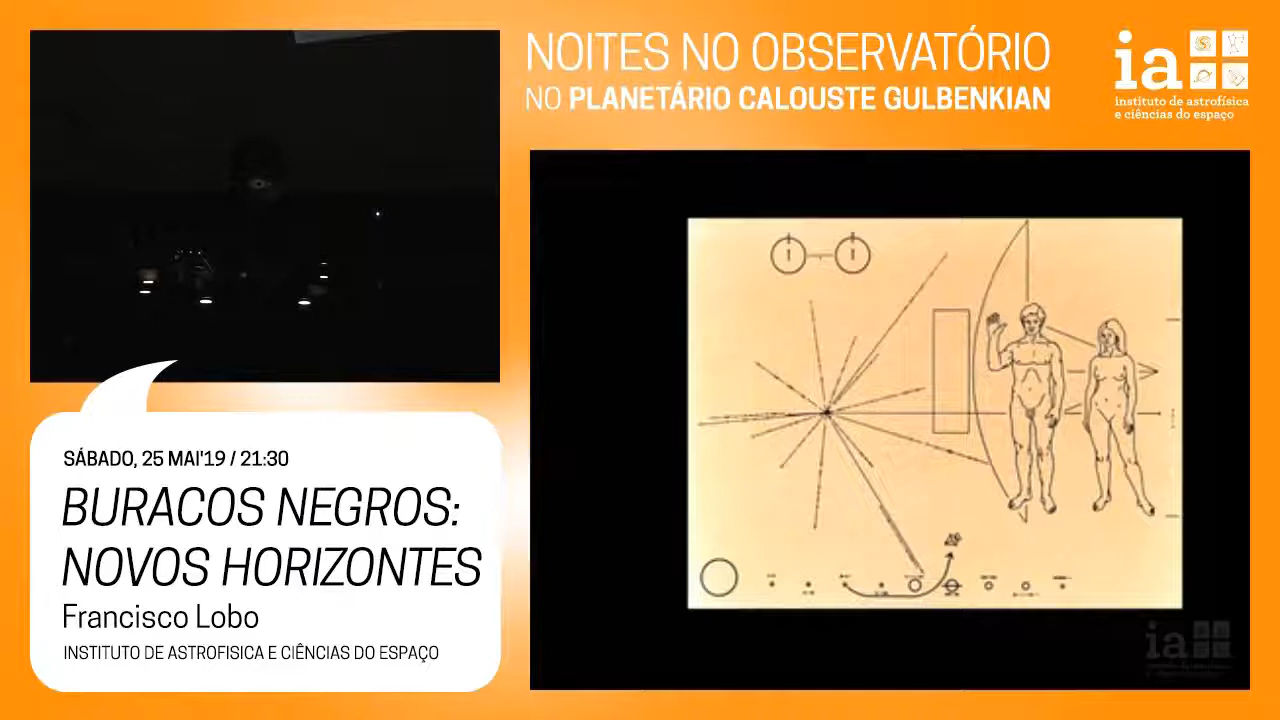 NOITES NO OBSERVATÓRIO
NO PLANETÁRIO CALOUSTE GULBENKIAN
ia
instituto de astrofísica
e ciências do espaço
SÁBADO, 25 MAI'19 / 21:30
BURACOS NEGROS:
NOVOS HORIZONTES
Francisco Lobo
INSTITUTO DE ASTROFISICA E CIÊNCIAS DO ESPAÇO
ia